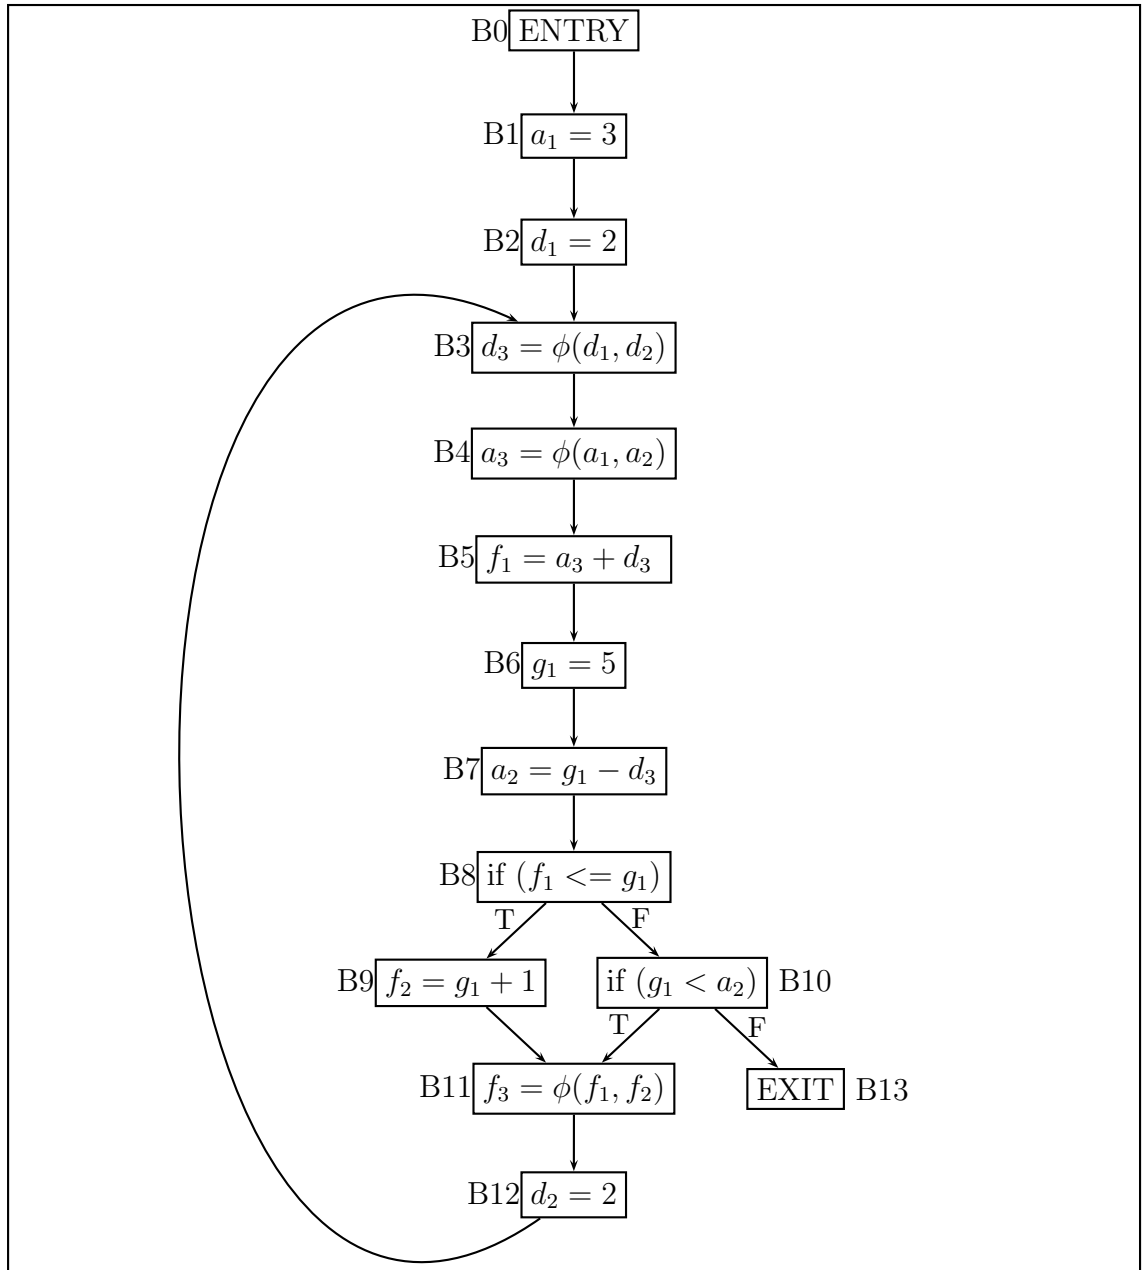 B0 ENTRY
B1 a₁ = 3
B2 d₁ = 2
B3 d₃ = ϕ(d₁, d₂)
B4 a₃ = ϕ(a₁, a₂)
B5 f₁ = a₃ + d₃
B6 g₁ = 5
B7 a₂ = g₁ − d₃
B8 if (f₁ <= g₁)
T F
B9 f₂ = g₁ + 1 if (g₁ < a₂) B10
T F
B11 f₃ = ϕ(f₁, f₂) EXIT B13
B12 d₂ = 2